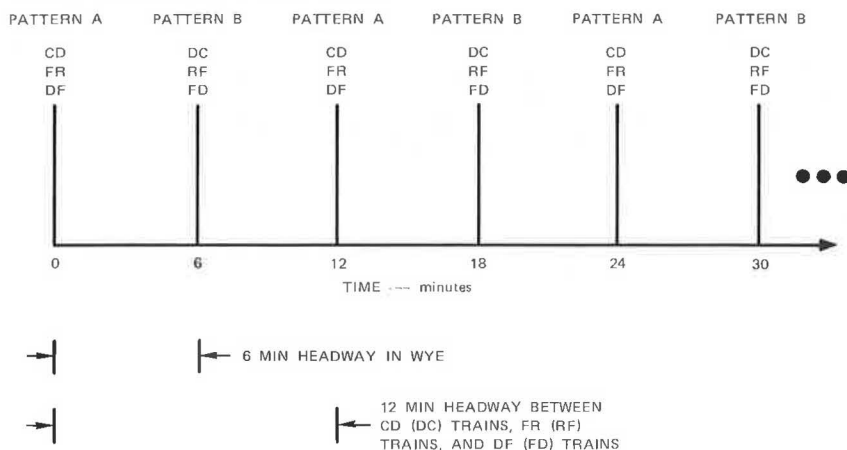 PATTERN A PATTERN B PATTERN A PATTERN B PATTERN A PATTERN B
CD DC CD DC CD DC
FR RF FR RF FR RF
DF FD DF FD DF FD
0 6 12 18 24 30
TIME --- minutes
6 MIN HEADWAY IN WYE
12 MIN HEADWAY BETWEEN
CD (DC) TRAINS, FR (RF)
TRAINS, AND DF (FD) TRAINS